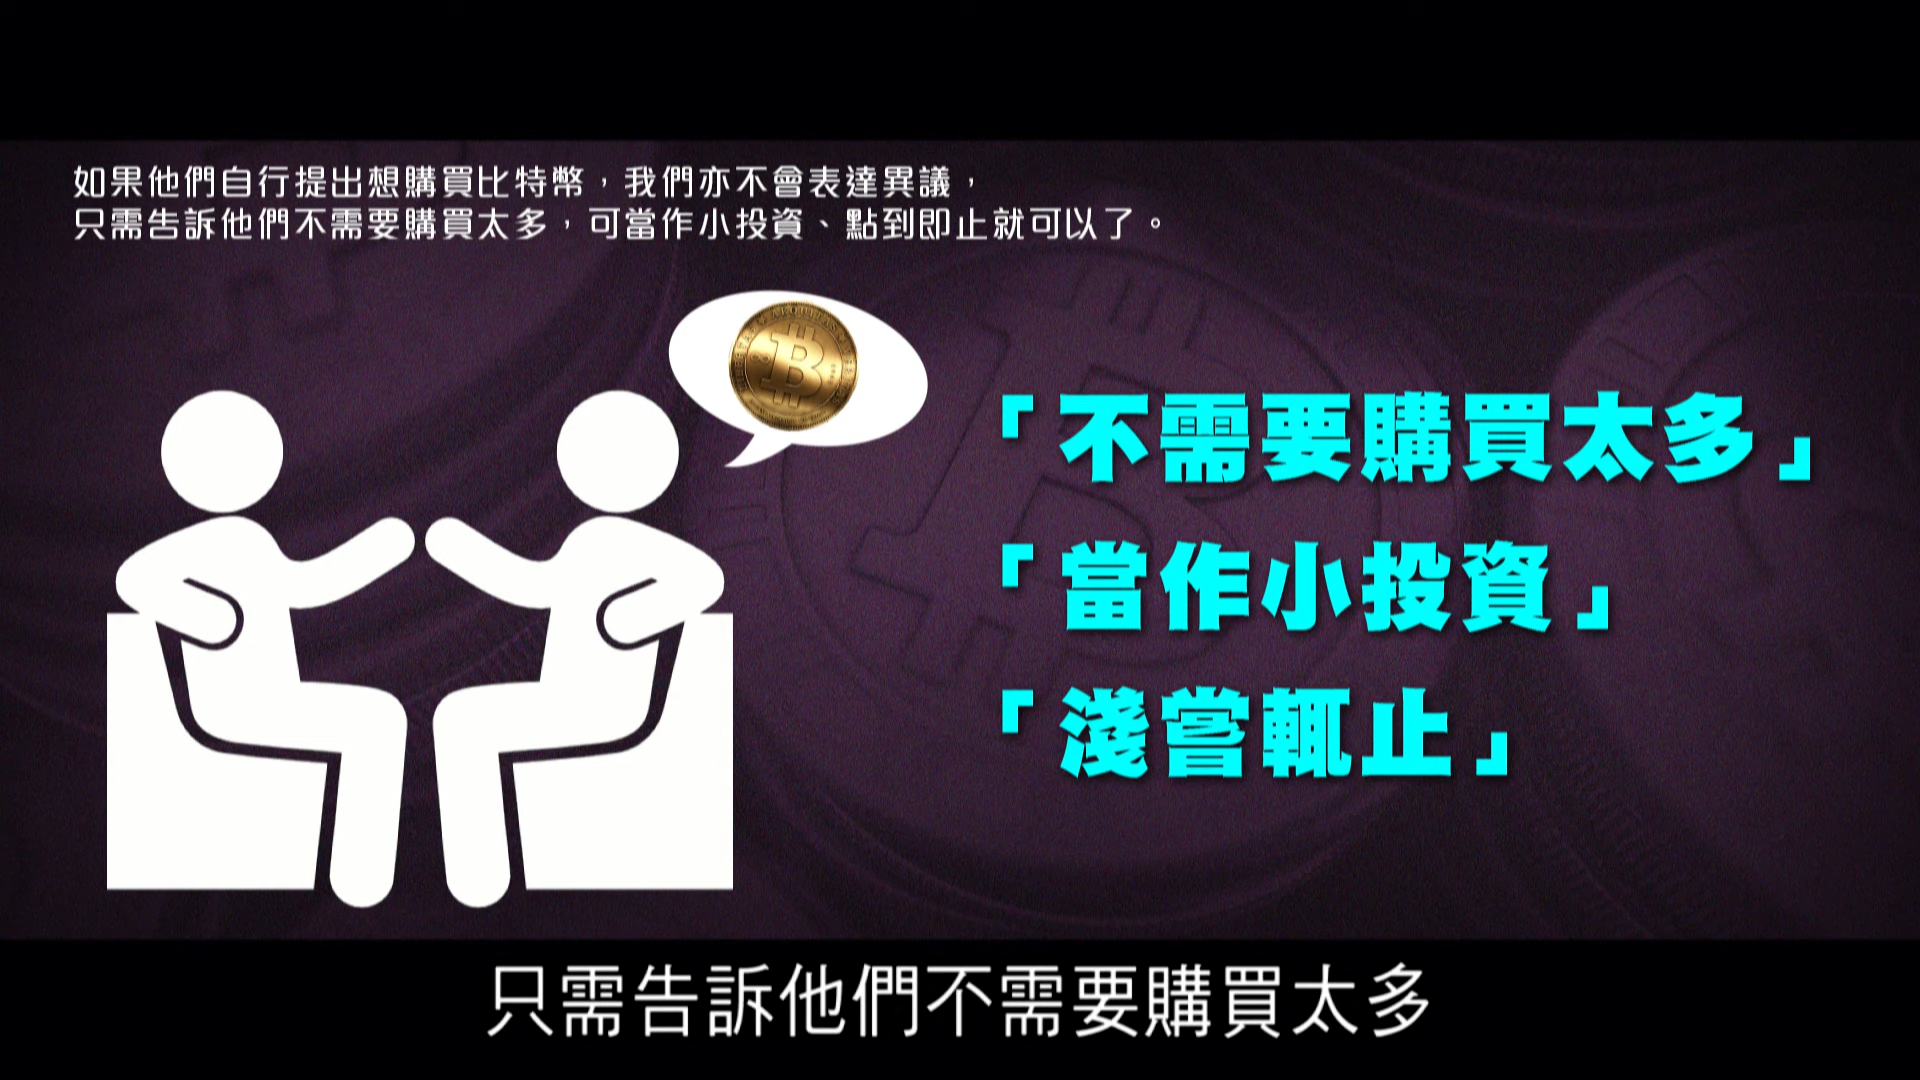 如果他們自行提出想購買比特幣，我們亦不會表達異議，
只需告訴他們不需要購買太多，可當作小投資、點到即止就可以了。
「不需要購買太多」
「當作小投資」
「淺嘗輒止」
只需告訴他們不需要購買太多